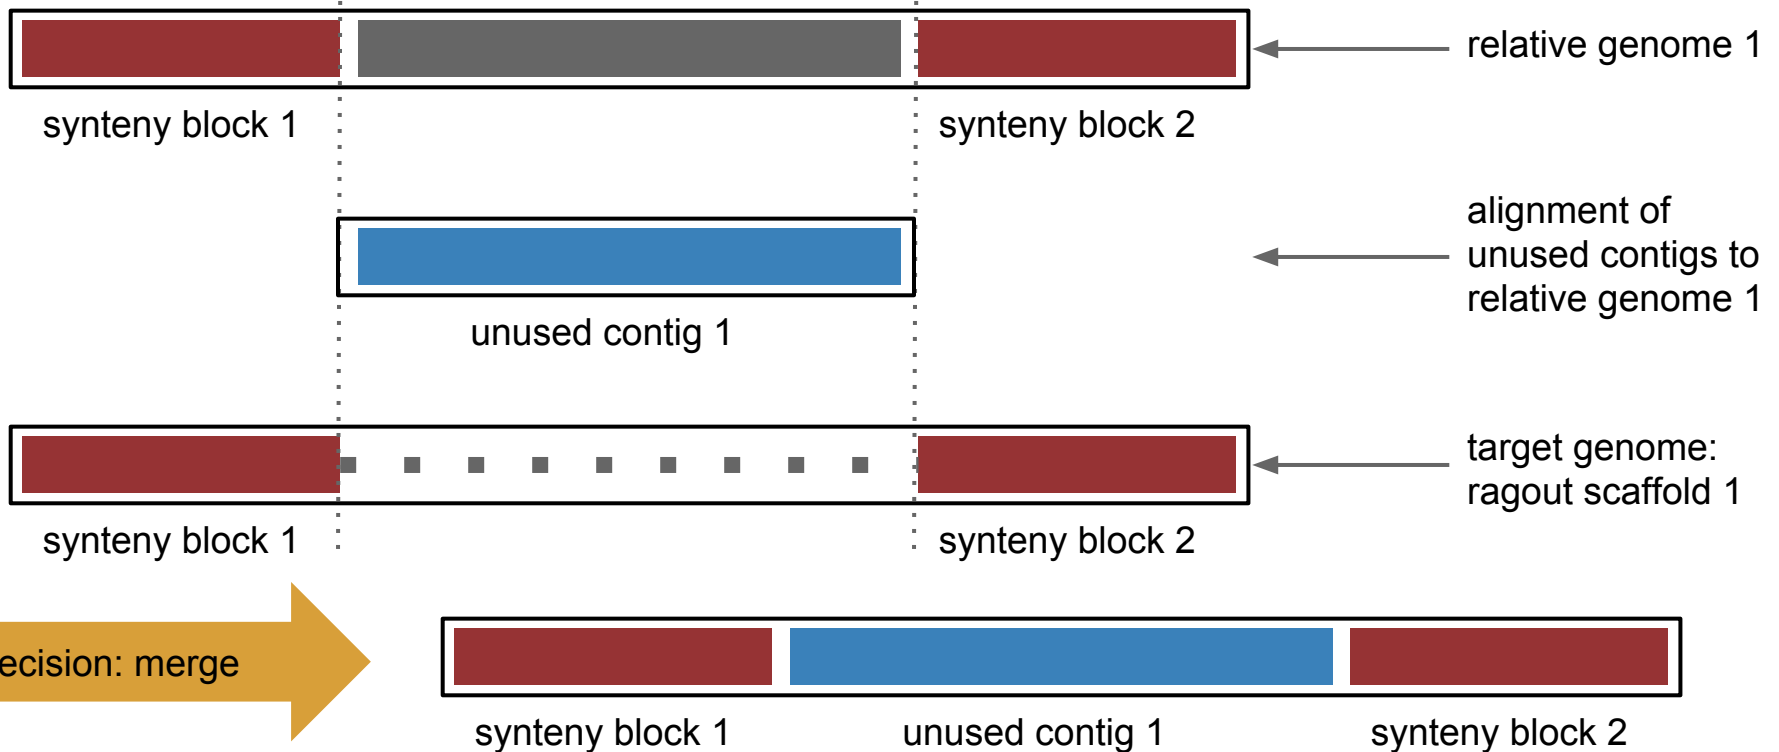 relative genome 1
synteny block 1
synteny block 2
alignment of
unused contigs to
relative genome 1
unused contig 1
target genome:
ragout scaffold 1
synteny block 1
synteny block 2
ecision: merge
synteny block 1
unused contig 1
synteny block 2